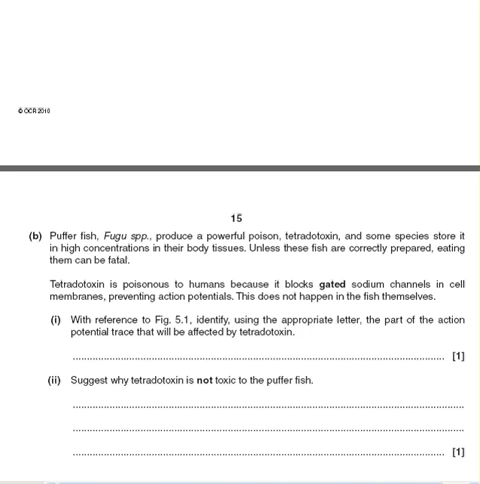 © OCR 2010
15
(b) Puffer fish, Fugu spp., produce a powerful poison, tetradotoxin, and some species store it
in high concentrations in their body tissues. Unless these fish are correctly prepared, eating
them can be fatal.
Tetradotoxin is poisonous to humans because it blocks gated sodium channels in cell
membranes, preventing action potentials. This does not happen in the fish themselves.
(i) With reference to Fig. 5.1, identify, using the appropriate letter, the part of the action
potential trace that will be affected by tetradotoxin.
[1]
(ii) Suggest why tetradotoxin is not toxic to the puffer fish.
[1]